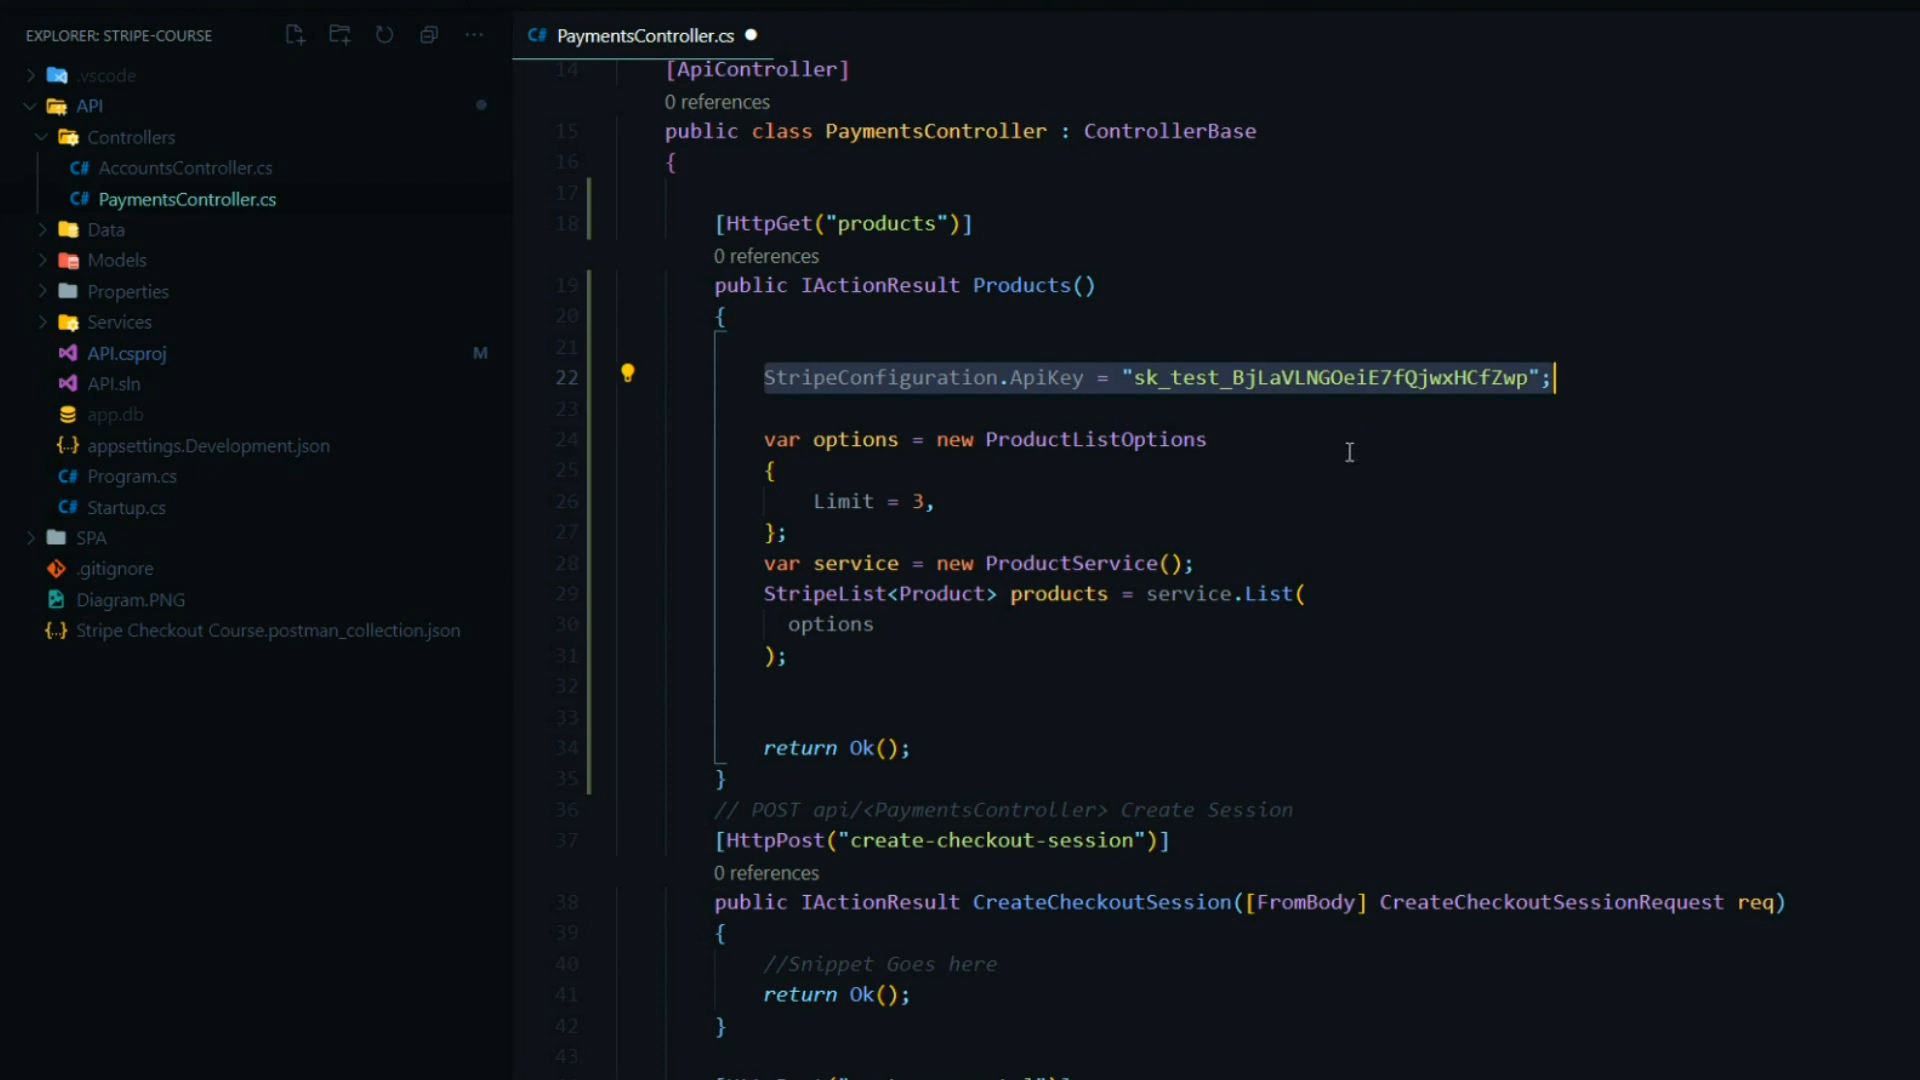 EXPLORER: STRIPE-COURSE
.vscode
API
Controllers
C# AccountsController.cs
C# PaymentsController.cs
Data
Models
Properties
Services
API.csproj M
API.sln
app.db
{..} appsettings.Development.json
C# Program.cs
C# Startup.cs
SPA
.gitignore
Diagram.PNG
{..} Stripe Checkout Course.postman_collection.json
C# PaymentsController.cs
14 [ApiController]
0 references
15 public class PaymentsController : ControllerBase
16 {
17
18 [HttpGet("products")]
0 references
19 public IActionResult Products()
20 {
21
22 StripeConfiguration.ApiKey = "sk_test_BjLaVLNGOeiE7fQjwxHCfZwp";
23
24 var options = new ProductListOptions
25 {
26 Limit = 3,
27 };
28 var service = new ProductService();
29 StripeList<Product> products = service.List(
30 options
31 );
32
33
34 return Ok();
35 }
36 // POST api/<PaymentsController> Create Session
37 [HttpPost("create-checkout-session")]
0 references
38 public IActionResult CreateCheckoutSession([FromBody] CreateCheckoutSessionRequest req)
39 {
40 //Snippet Goes here
41 return Ok();
42 }
43